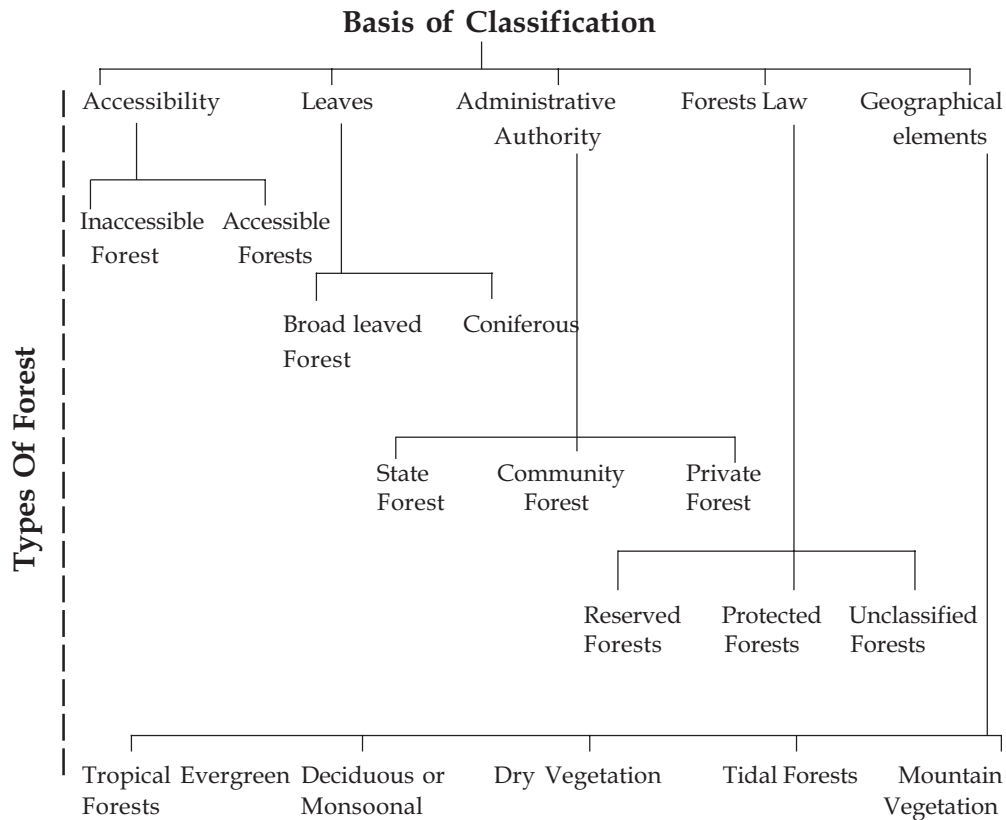 Basis of Classification
Accessibility
Leaves
Administrative
Authority
Forests Law
Geographical
elements
Inaccessible
Forest
Accessible
Forests
Broad leaved
Forest
Coniferous
State
Forest
Community
Forest
Private
Forest
Reserved
Forests
Protected
Forests
Unclassified
Forests
Tropical Evergreen
Forests
Deciduous or
Monsoonal
Dry Vegetation
Tidal Forests
Mountain
Vegetation
Types Of Forest